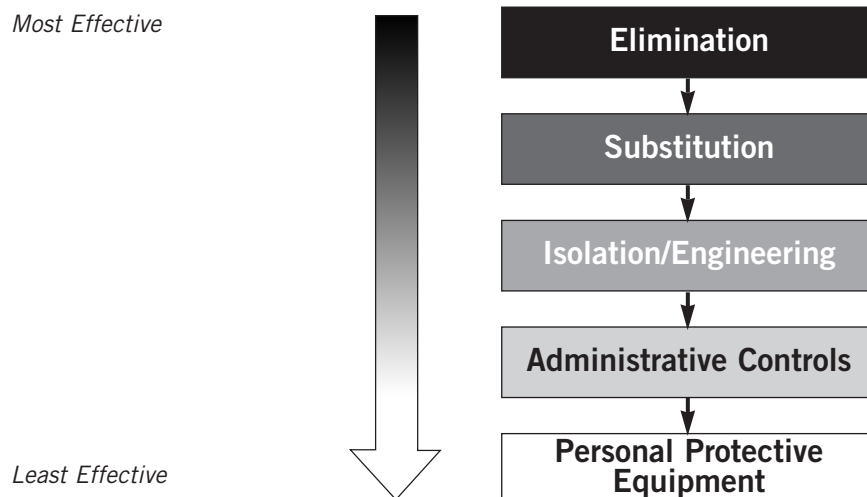 Most Effective
Elimination
Substitution
Isolation/Engineering
Administrative Controls
Personal Protective
Equipment
Least Effective